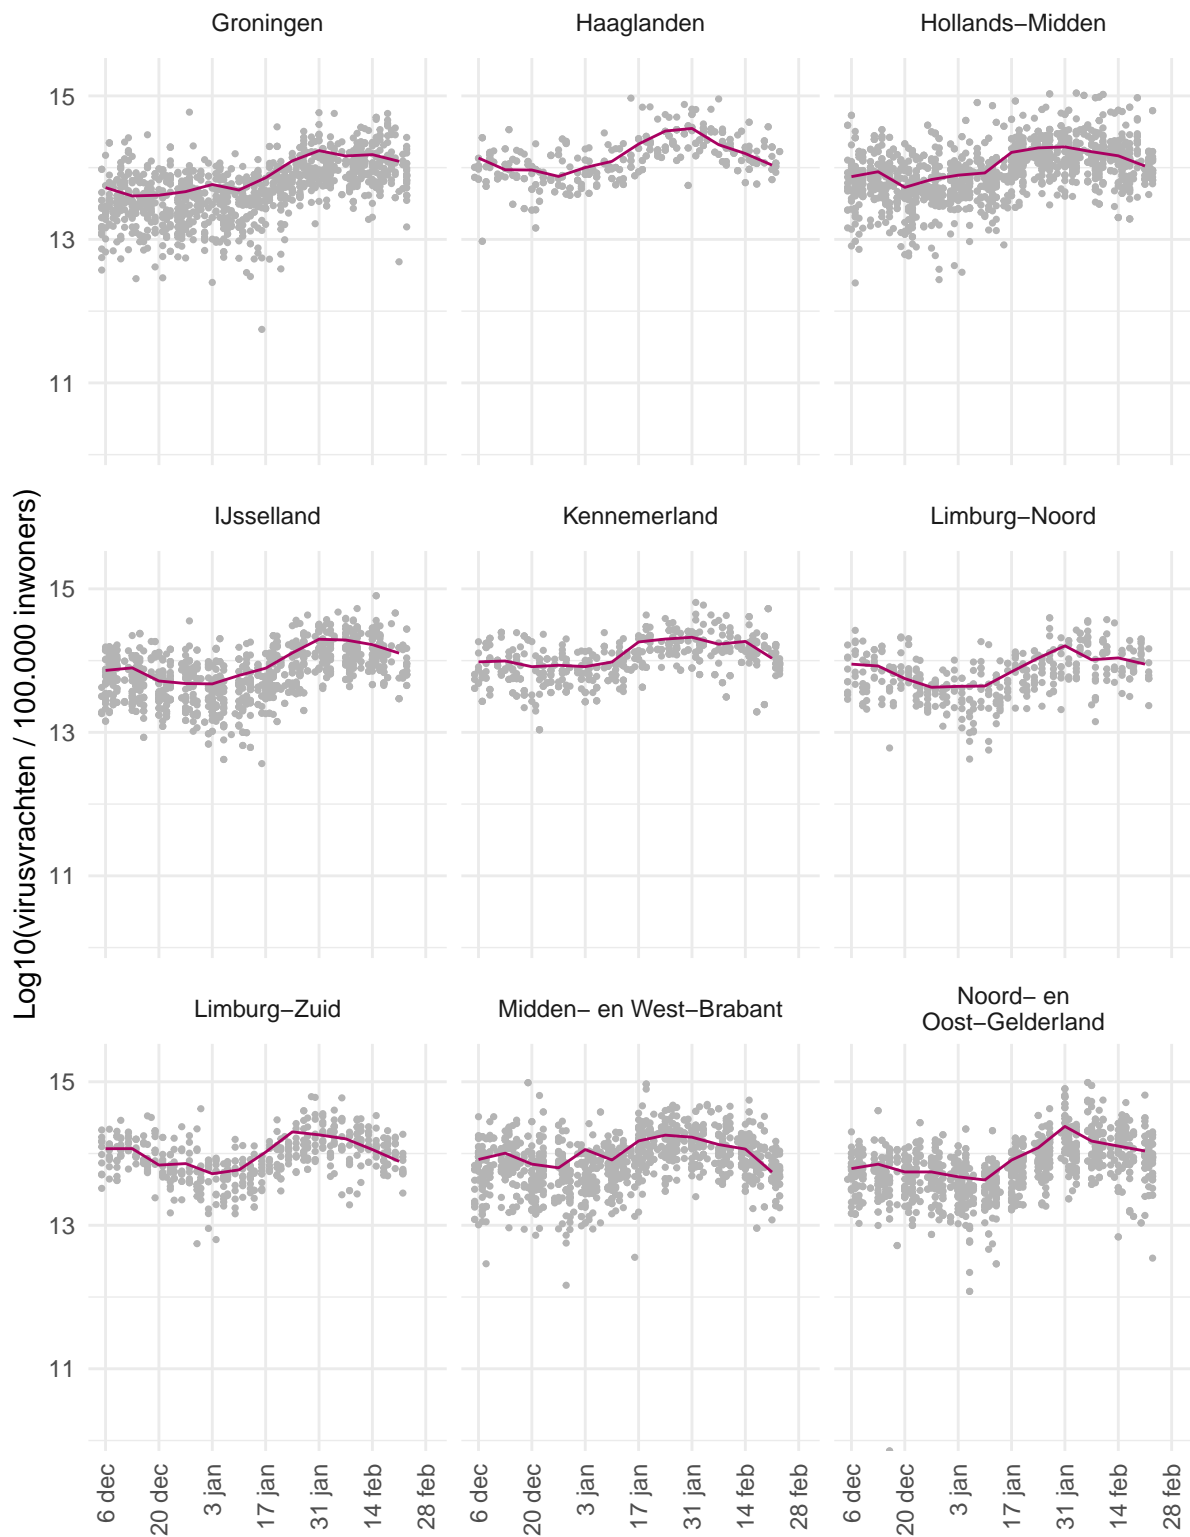 Groningen
Haaglanden
Hollands−Midden
15
13
11
IJsselland
Kennemerland
Limburg−Noord
15
13
11
Log10(virusvrachten / 100.000 inwoners)
Limburg−Zuid
Midden− en West−Brabant
Noord− en
Oost−Gelderland
15
13
11
6 dec
20 dec
3 jan
17 jan
31 jan
14 feb
28 feb
6 dec
20 dec
3 jan
17 jan
31 jan
14 feb
28 feb
6 dec
20 dec
3 jan
17 jan
31 jan
14 feb
28 feb